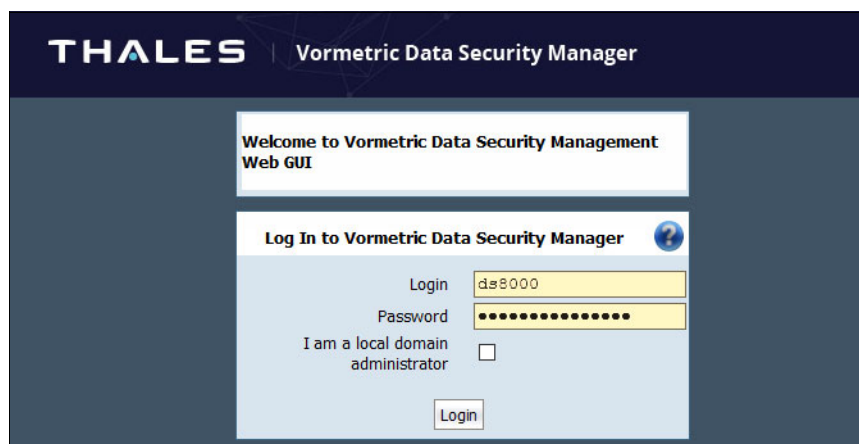 THALES | Vormetric Data Security Manager
Welcome to Vormetric Data Security Management
Web GUI
Log In to Vormetric Data Security Manager ?
Login ds8000
Password •••••••••••••••
I am a local domain
administrator
Login